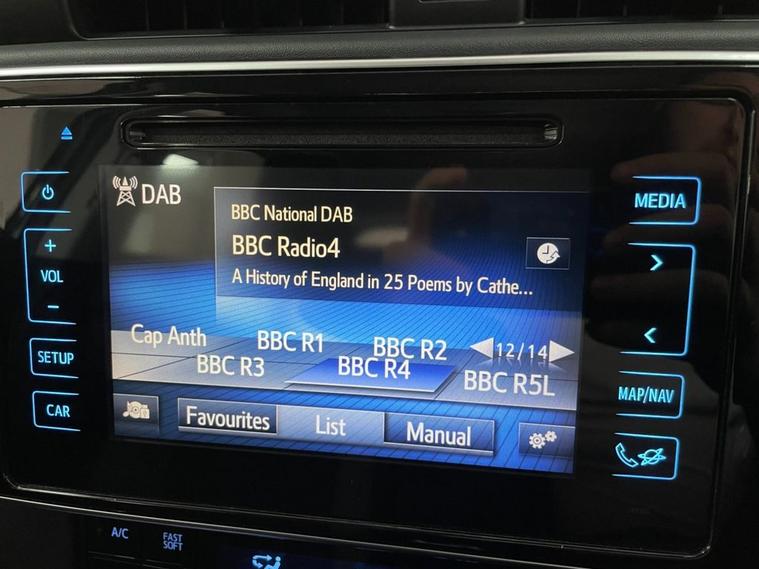 DAB
BBC National DAB
BBC Radio4
A History of England in 25 Poems by Cathe...
Cap Anth
BBC R1
BBC R2
12/14
BBC R3
BBC R4
BBC R5L
Favourites
List
Manual
+
VOL
−
SETUP
CAR
MEDIA
MAP/NAV
A/C
FAST
SOFT